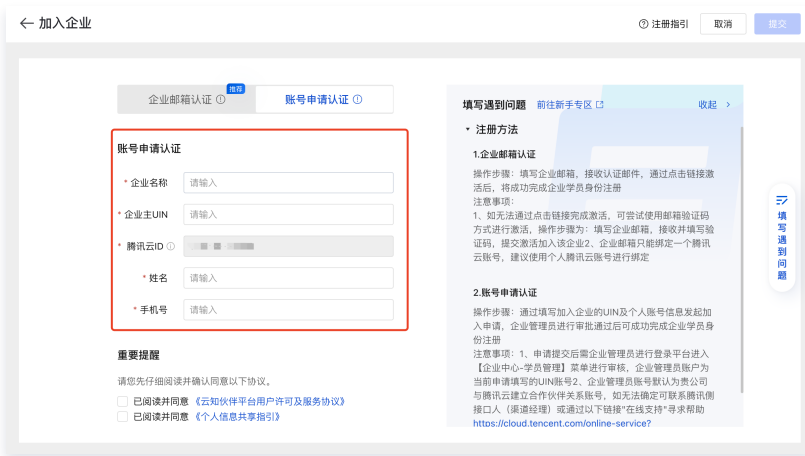 加入企业
注册指引
取消
提交
企业邮箱认证
推荐
账号申请认证
账号申请认证
* 企业名称 请输入
* 企业主UIN 请输入
* 腾讯云ID
* 姓名 请输入
* 手机号 请输入
重要提醒
请您先仔细阅读并确认同意以下协议。
已阅读并同意 《云知伙伴平台用户许可及服务协议》
已阅读并同意 《个人信息共享指引》
填写遇到问题 前往新手专区 收起
注册方法
1.企业邮箱认证
操作步骤：填写企业邮箱，接收认证邮件，通过点击链接激
活后，将成功完成企业学员身份注册
注意事项：
1、如无法通过点击链接完成激活，可尝试使用邮箱验证码
方式进行激活，操作步骤为：填写企业邮箱，接收并填写验
证码，提交激活加入该企业2、企业邮箱只能绑定一个腾讯
云账号，建议使用个人腾讯云账号进行绑定
2.账号申请认证
操作步骤：通过填写加入企业的UIN及个人账号信息发起加
入申请，企业管理员进行审批通过后可成功完成企业学员身
份注册
注意事项：1、申请提交后需企业管理员进行登录平台进入
【企业中心-学员管理】菜单进行审核，企业管理员账户为
当前申请填写的UIN账号2、企业管理员账号默认为贵公司
与腾讯云建立合作伙伴关系账号，如无法确定可联系腾讯侧
接口人（渠道经理）或通过以下链接"在线支持"寻求帮助
https://cloud.tencent.com/online-service?
填写遇到问题